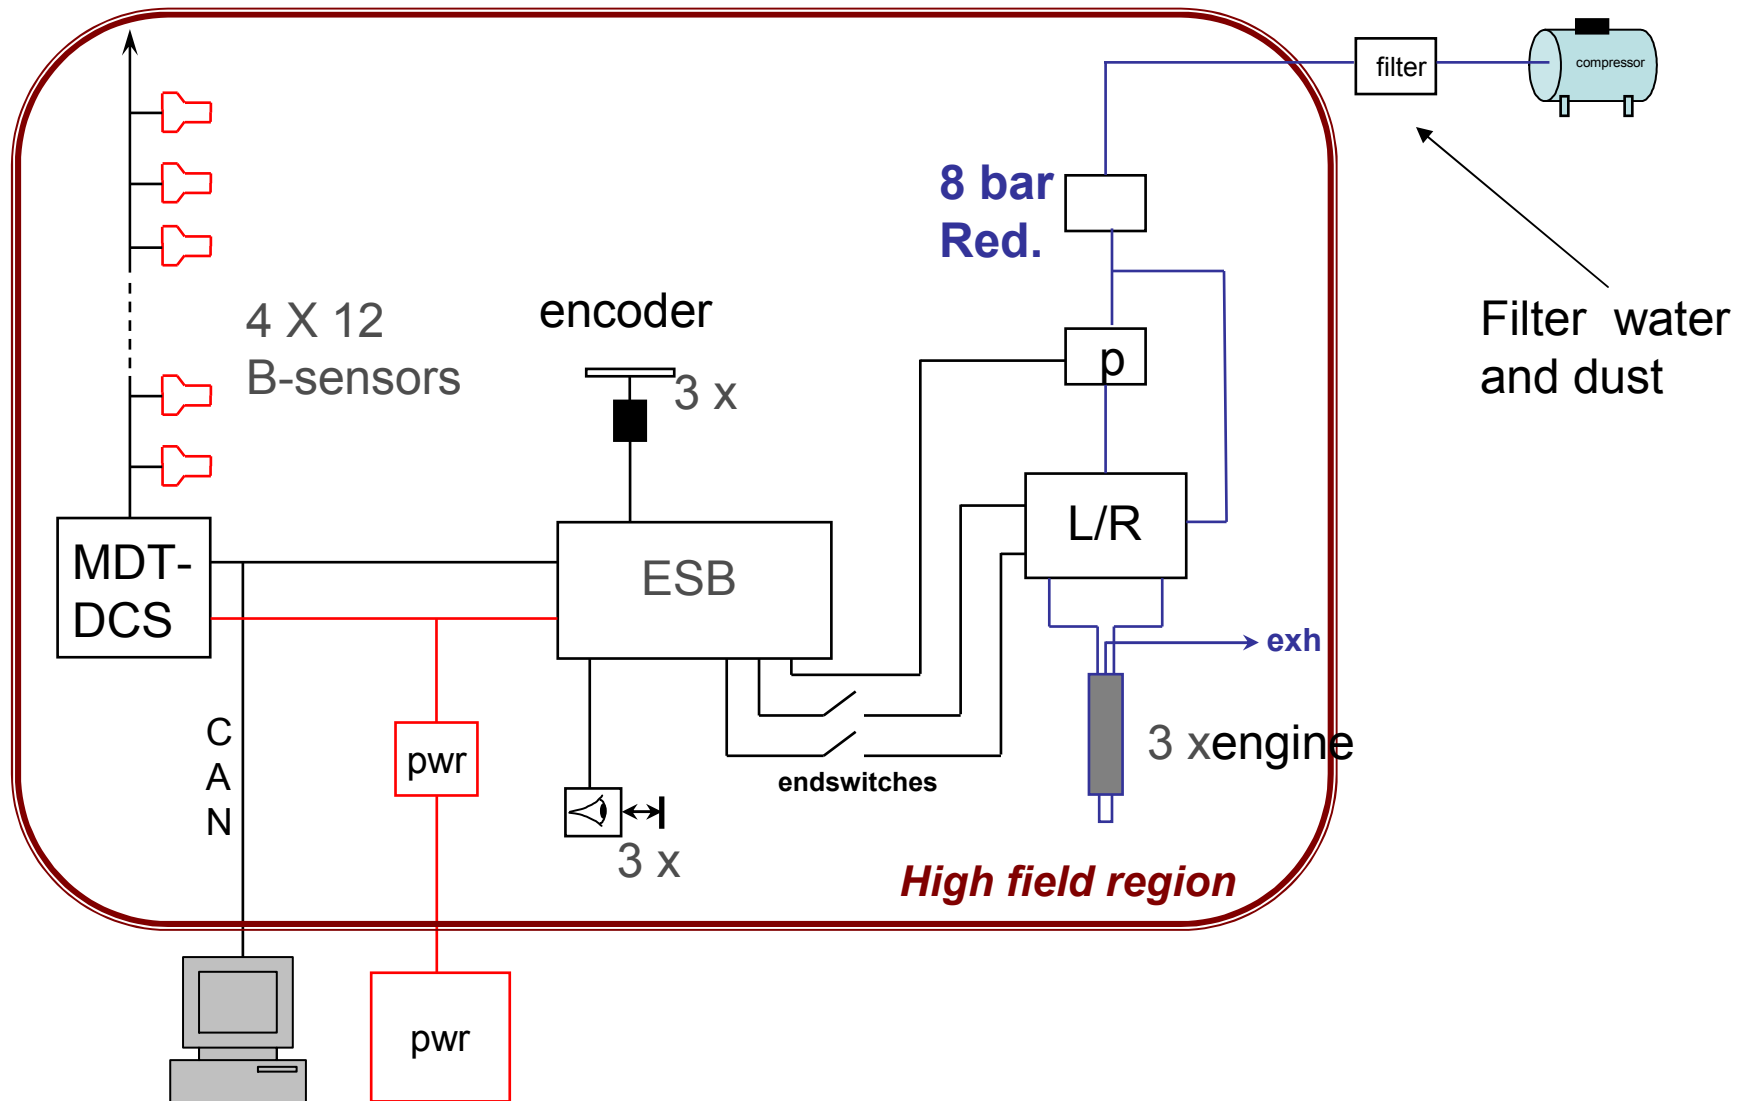 filter
compressor
8 bar
Red.
Filter water
and dust
4 X 12
B-sensors
encoder
3 x
p
L/R
MDT-
DCS
ESB
exh
C
A
N
pwr
3 xengine
endswitches
3 x
High field region
pwr